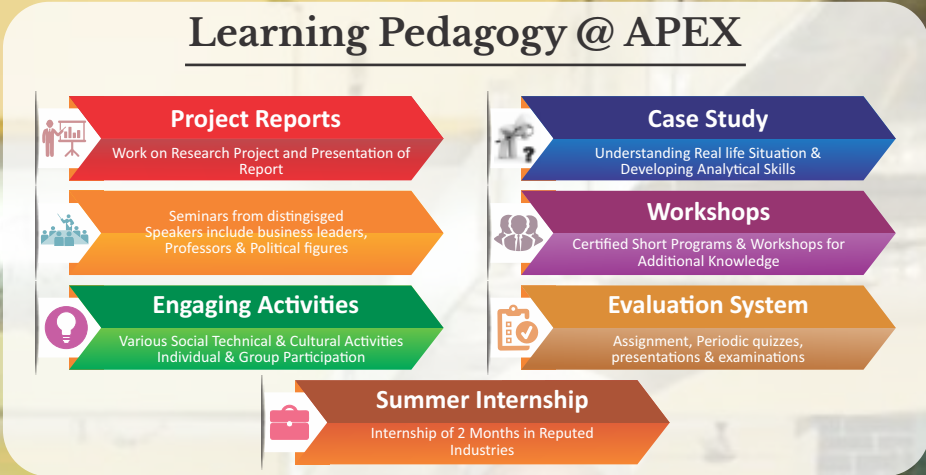 Learning Pedagogy @ APEX
Project Reports
Work on Research Project and Presentation of
Report
Case Study
Understanding Real life Situation &
Developing Analytical Skills
Seminars from distingisged
Speakers include business leaders,
Professors & Political figures
Workshops
Certified Short Programs & Workshops for
Additional Knowledge
Engaging Activities
Various Social Technical & Cultural Activities
Individual & Group Participation
Evaluation System
Assignment, Periodic quizzes,
presentations & examinations
Summer Internship
Internship of 2 Months in Reputed
Industries